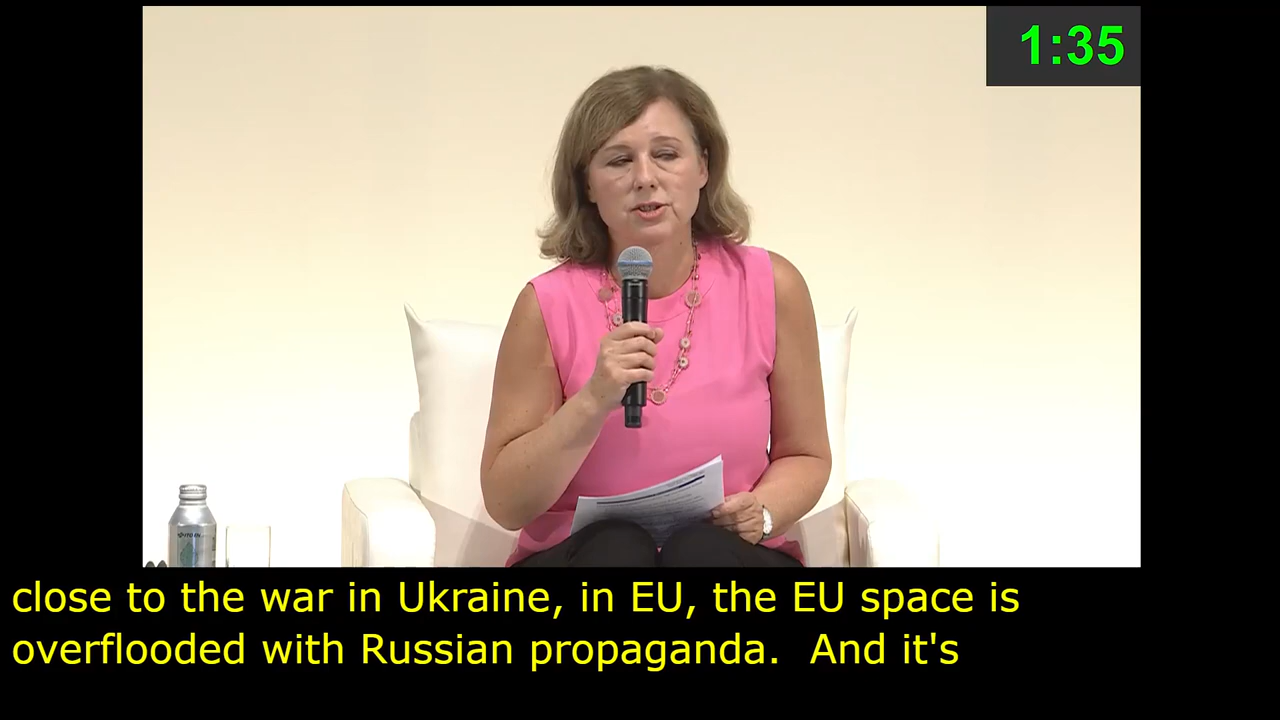 1:35
close to the war in Ukraine, in EU, the EU space is
overflooded with Russian propaganda.  And it's